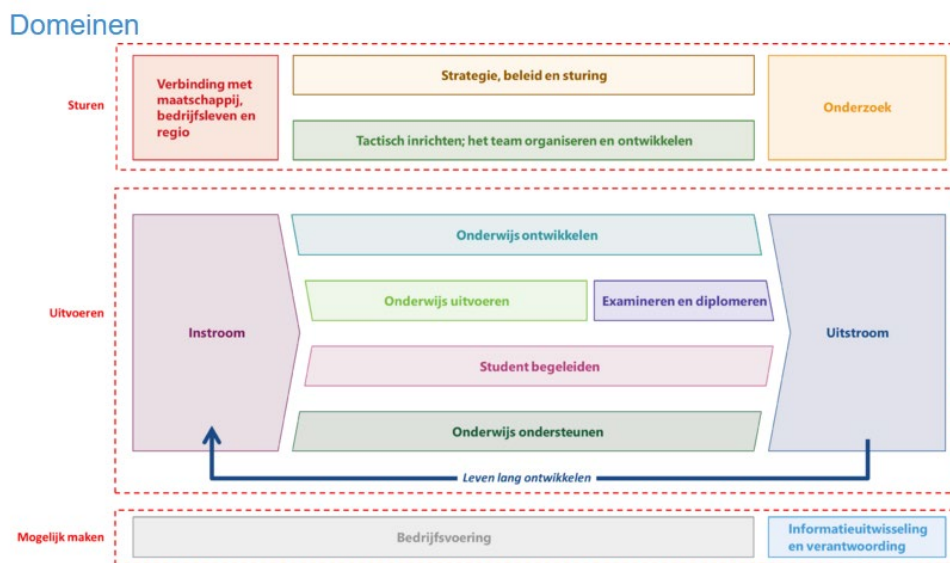 Domeinen
Sturen
Verbinding met
maatschappij,
bedrijfsleven en
regio
Strategie, beleid en sturing
Tactisch inrichten; het team organiseren en ontwikkelen
Onderzoek
Uitvoeren
Instroom
Onderwijs ontwikkelen
Onderwijs uitvoeren
Examineren en diplomeren
Student begeleiden
Onderwijs ondersteunen
Uitstroom
Leven lang ontwikkelen
Mogelijk maken
Bedrijfsvoering
Informatieuitwisseling
en verantwoording